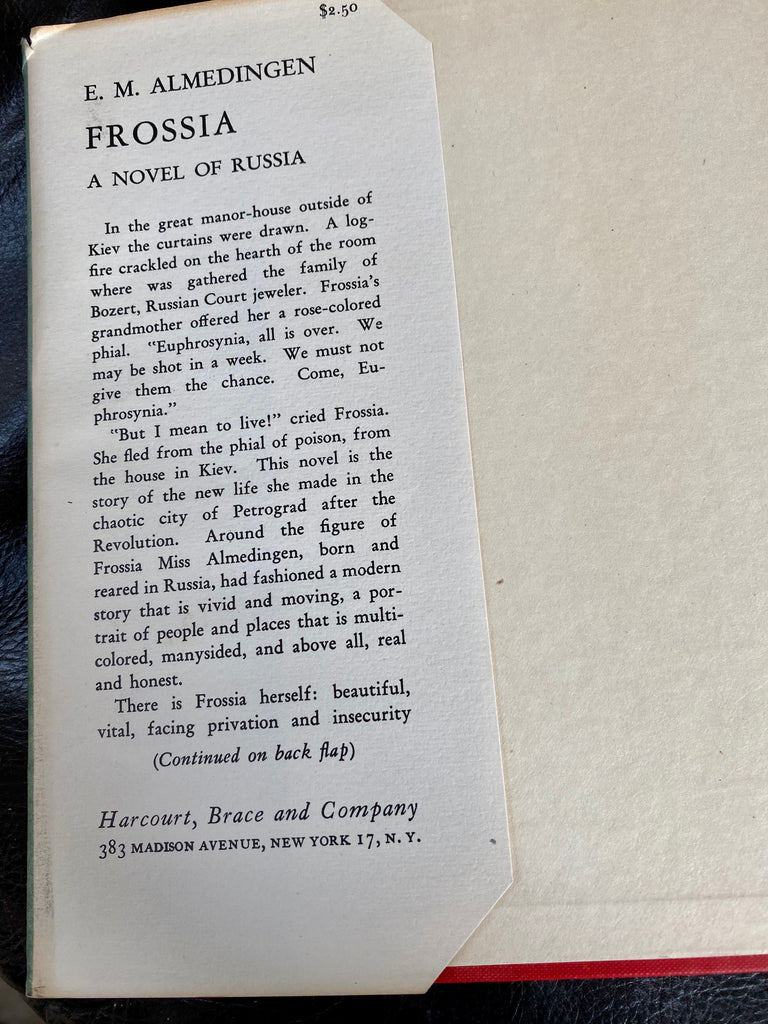 $2.50
E. M. ALMEDINGEN
FROSSIA
A NOVEL OF RUSSIA
In the great manor-house outside of
Kiev the curtains were drawn. A log-
fire crackled on the hearth of the room
where was gathered the family of
Bozert, Russian Court jeweler. Frossia's
grandmother offered her a rose-colored
phial. "Euphrosynia, all is over. We
may be shot in a week. We must not
give them the chance. Come, Eu-
phrosynia."
"But I mean to live!" cried Frossia.
She fled from the phial of poison, from
the house in Kiev. This novel is the
story of the new life she made in the
chaotic city of Petrograd after the
Revolution. Around the figure of
Frossia Miss Almedingen, born and
reared in Russia, had fashioned a modern
story that is vivid and moving, a por-
trait of people and places that is multi-
colored, manysided, and above all, real
and honest.
There is Frossia herself: beautiful,
vital, facing privation and insecurity
(Continued on back flap)
Harcourt, Brace and Company
383 MADISON AVENUE, NEW YORK 17, N. Y.